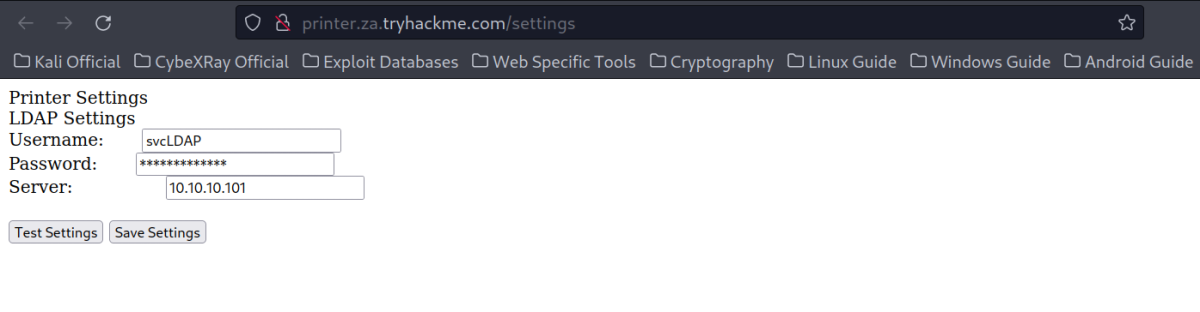 printer.za.tryhackme.com/settings
Kali Official CybeXRay Official Exploit Databases Web Specific Tools Cryptography Linux Guide Windows Guide Android Guide
Printer Settings
LDAP Settings
Username: svcLDAP
Password: *************
Server: 10.10.10.101
Test Settings Save Settings